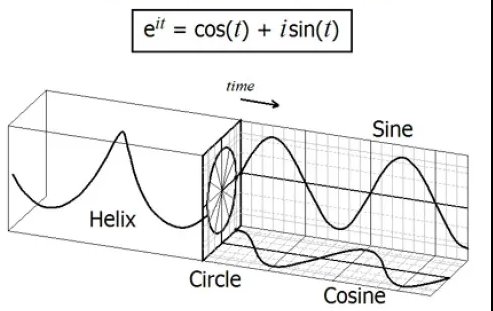 e^{it} = cos(t) + i sin(t)
time
Sine
Helix
Circle
Cosine